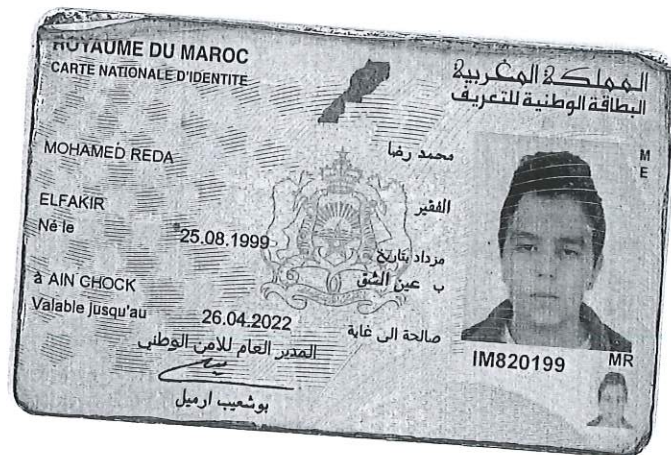 ROYAUME DU MAROC
المملكة المغربية
CARTE NATIONALE D'IDENTITE
البطاقة الوطنية للتعريف
MOHAMED REDA
محمد رضا
ELFAKIR
الفقير
Né le 25.08.1999
مزداد بتاريخ
à AIN CHOCK
ب عين الشق
Valable jusqu'au 26.04.2022
صالحة الى غاية
المدير العام للامن الوطني
بوشعيب ارميل
M
E
IM820199 MR